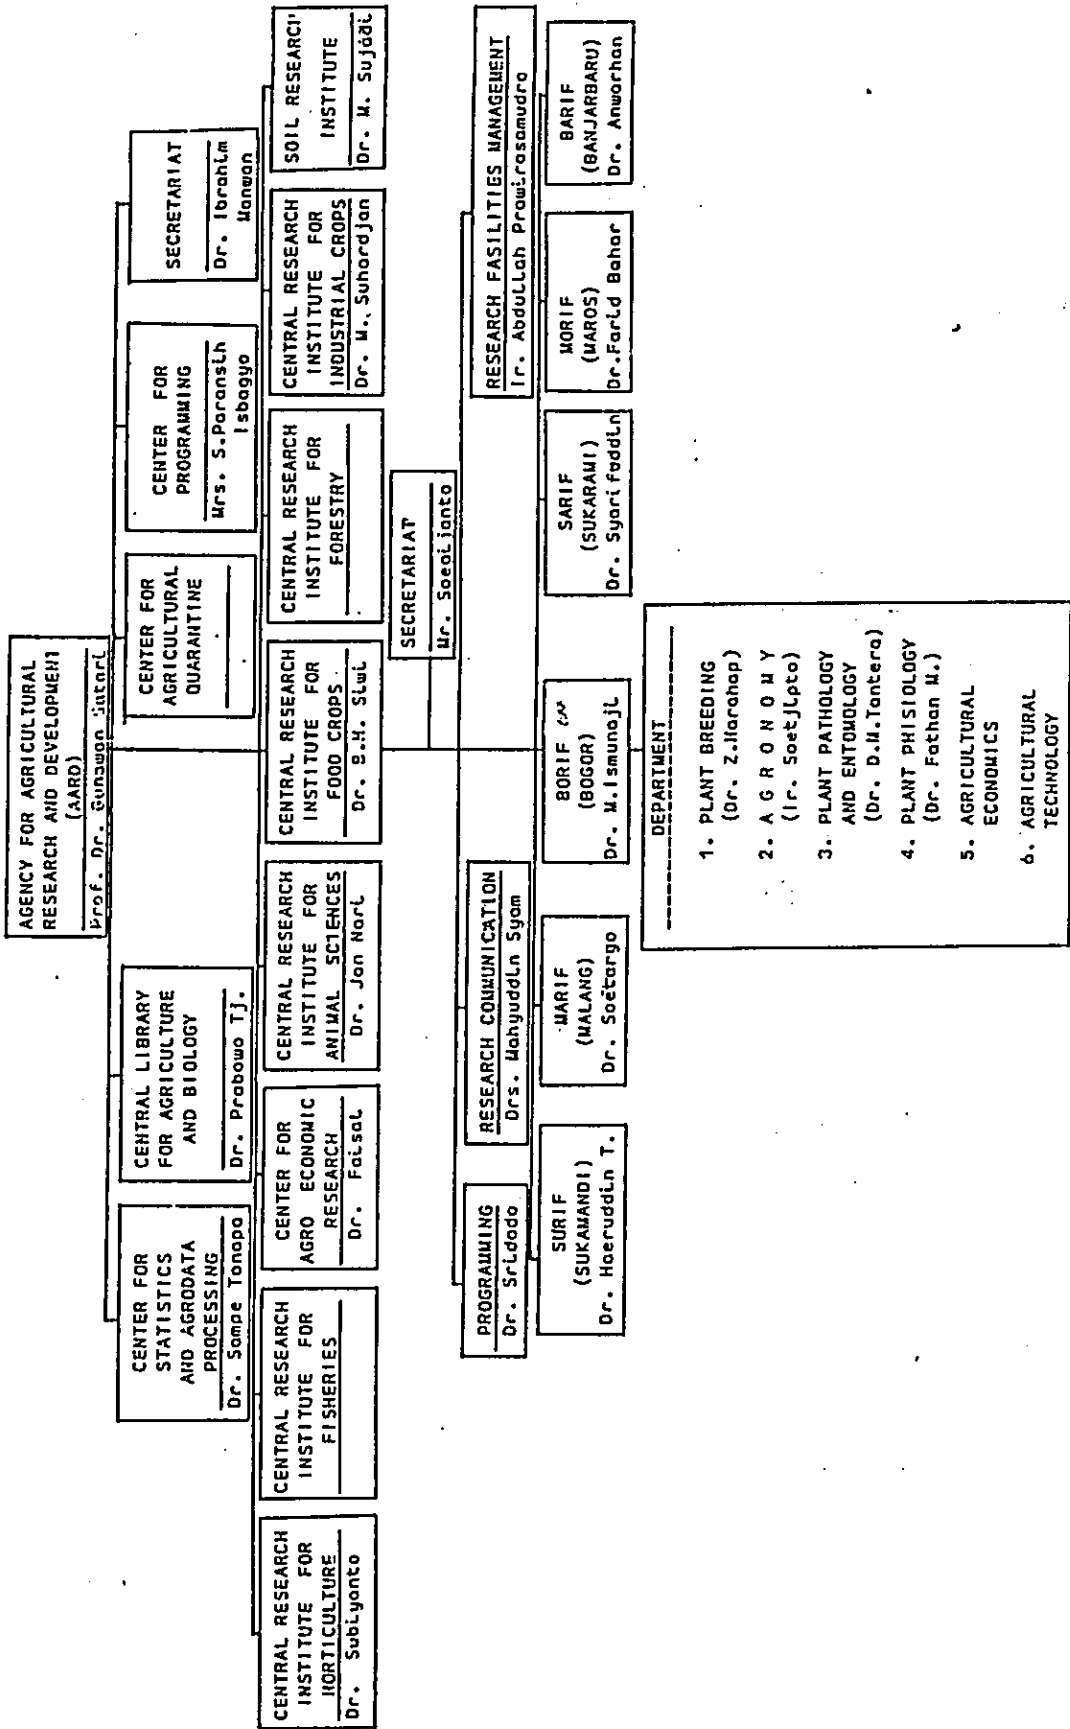 AGENCY FOR AGRICULTURAL
RESEARCH AND DEVELOPMENT
(AARD)
Prof. Dr. Gunawan Satari
CENTER FOR
STATISTICS
AND AGRODATA
PROCESSING
Dr. Sampe Tonapa
CENTRAL LIBRARY
FOR AGRICULTURE
AND BIOLOGY
Dr. Prabowo Tj.
CENTER FOR
AGRICULTURAL
QUARANTINE
CENTER FOR
PROGRAMMING
Mrs. S.Paransih
Isbagyo
SECRETARIAT
Dr. Ibrahim
Manwan
CENTRAL RESEARCH
INSTITUTE FOR
HORTICULTURE
Dr. Subiyanto
CENTRAL RESEARCH
INSTITUTE FOR
FISHERIES
CENTER FOR
AGRO ECONOMIC
RESEARCH
Dr. Faisal
CENTRAL RESEARCH
INSTITUTE FOR
ANIMAL SCIENCES
Dr. Jan Nari
CENTRAL RESEARCH
INSTITUTE FOR
FOOD CROPS
Dr. B.H. Siwi
CENTRAL RESEARCH
INSTITUTE FOR
FORESTRY
CENTRAL RESEARCH
INSTITUTE FOR
INDUSTRIAL CROPS
Dr. M. Suhardjan
SOIL RESEARCH
INSTITUTE
Dr. M. Sujadi
SECRETARIAT
Mr. Soeijanto
PROGRAMMING
Dr. Sridodo
RESEARCH COMMUNICATION
Drs. Mahyuddin Syam
RESEARCH FASILITIES MANAGEMENT
Ir. Abdullah Prawirasamudra
SURIF
(SUKAMANDI)
Dr. Haeruddin T.
MARIF
(MALANG)
Dr. Soetargo
BORIF
(BOGOR)
Dr. M.Ismunaji
SARIF
(SUKARAMI)
Dr. Syarifuddin
MORIF
(MAROS)
Dr.Farid Bahar
BARIF
(BANJARBARU)
Dr. Anwarhan
DEPARTMENT
1. PLANT BREEDING
(Dr. Z.Harahap)
2. A G R O N O M Y
(Ir. Soetjipto)
3. PLANT PATHOLOGY
AND ENTOMOLOGY
(Dr. D.M.Tantera)
4. PLANT PHISIOLOGY
(Dr. Fathan M.)
5. AGRICULTURAL
ECONOMICS
6. AGRICULTURAL
TECHNOLOGY